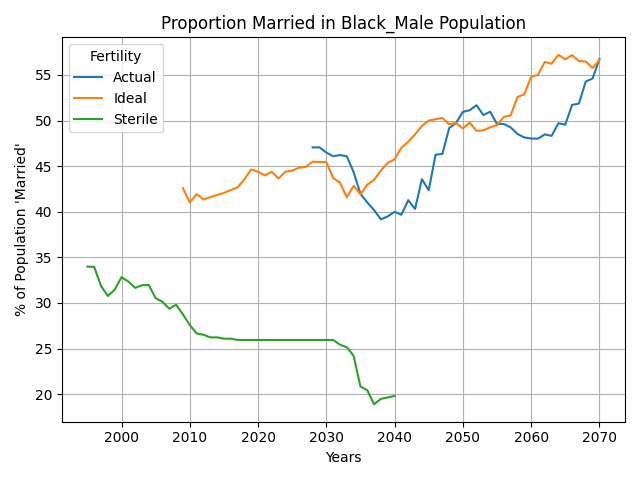 Proportion Married in Black_Male Population
Fertility
Actual
Ideal
Sterile
% of Population 'Married'
55
50
45
40
35
30
25
20
2000 2010 2020 2030 2040 2050 2060 2070
Years